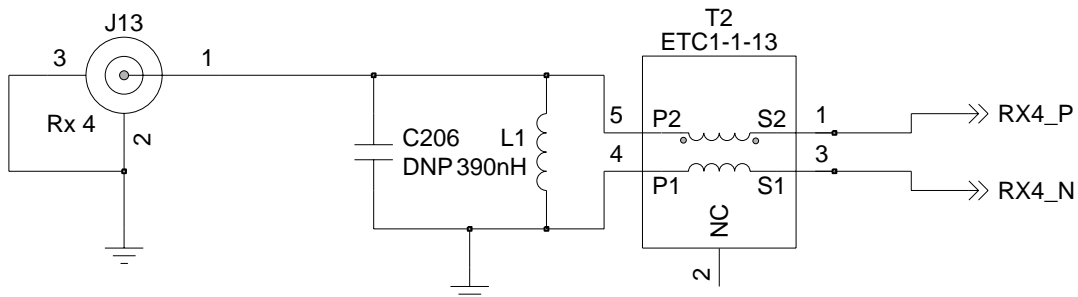 J13
3
1
Rx 4
2
C206
DNP
L1
390nH
T2
ETC1-1-13
5
P2
S2
1
4
P1
S1
3
NC
2
RX4_P
RX4_N